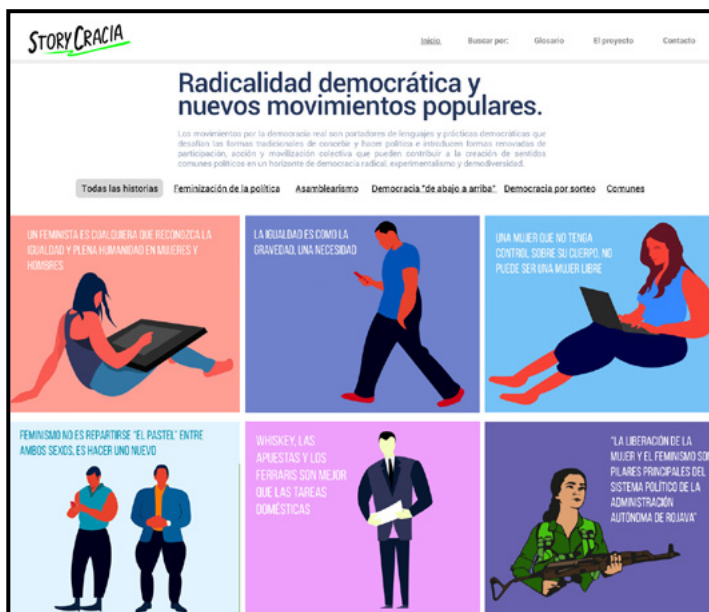 STORYCRACIA
Inicio
Buscar por:
Glosario
El proyecto
Contacto
Radicalidad democrática y
nuevos movimientos populares.
Los movimientos por la democracia real son portadores de lenguajes y prácticas democráticas que
desafían las formas tradicionales de concebir y hacer política e introducen formas renovadas de
participación, acción y movilización colectiva que pueden contribuir a la creación de sentidos
comunes políticos en un horizonte de democracia radical, experimentalismo y demodiversidad.
Todas las historias
Feminización de la política
Asamblearismo
Democracia "de abajo a arriba"
Democracia por sorteo
Comunes
UN FEMINISTA ES CUALQUIERA QUE RECONOZCA LA
IGUALDAD Y PLENA HUMANIDAD EN MUJERES Y
HOMBRES
LA IGUALDAD ES COMO LA
GRAVEDAD, UNA NECESIDAD
UNA MUJER QUE NO TENGA
CONTROL SOBRE SU CUERPO, NO
PUEDE SER UNA MUJER LIBRE
FEMINISMO NO ES REPARTIRSE "EL PASTEL" ENTRE
AMBOS SEXOS, ES HACER UNO NUEVO
WHISKEY, LAS
APUESTAS Y LOS
FERRARIS SON MEJOR
QUE LAS TAREAS
DOMÉSTICAS
"LA LIBERACIÓN DE LA
MUJER Y EL FEMINISMO SON
PILARES PRINCIPALES DEL
SISTEMA POLÍTICO DE LA
ADMINISTRACIÓN
AUTÓNOMA DE ROJAVA"